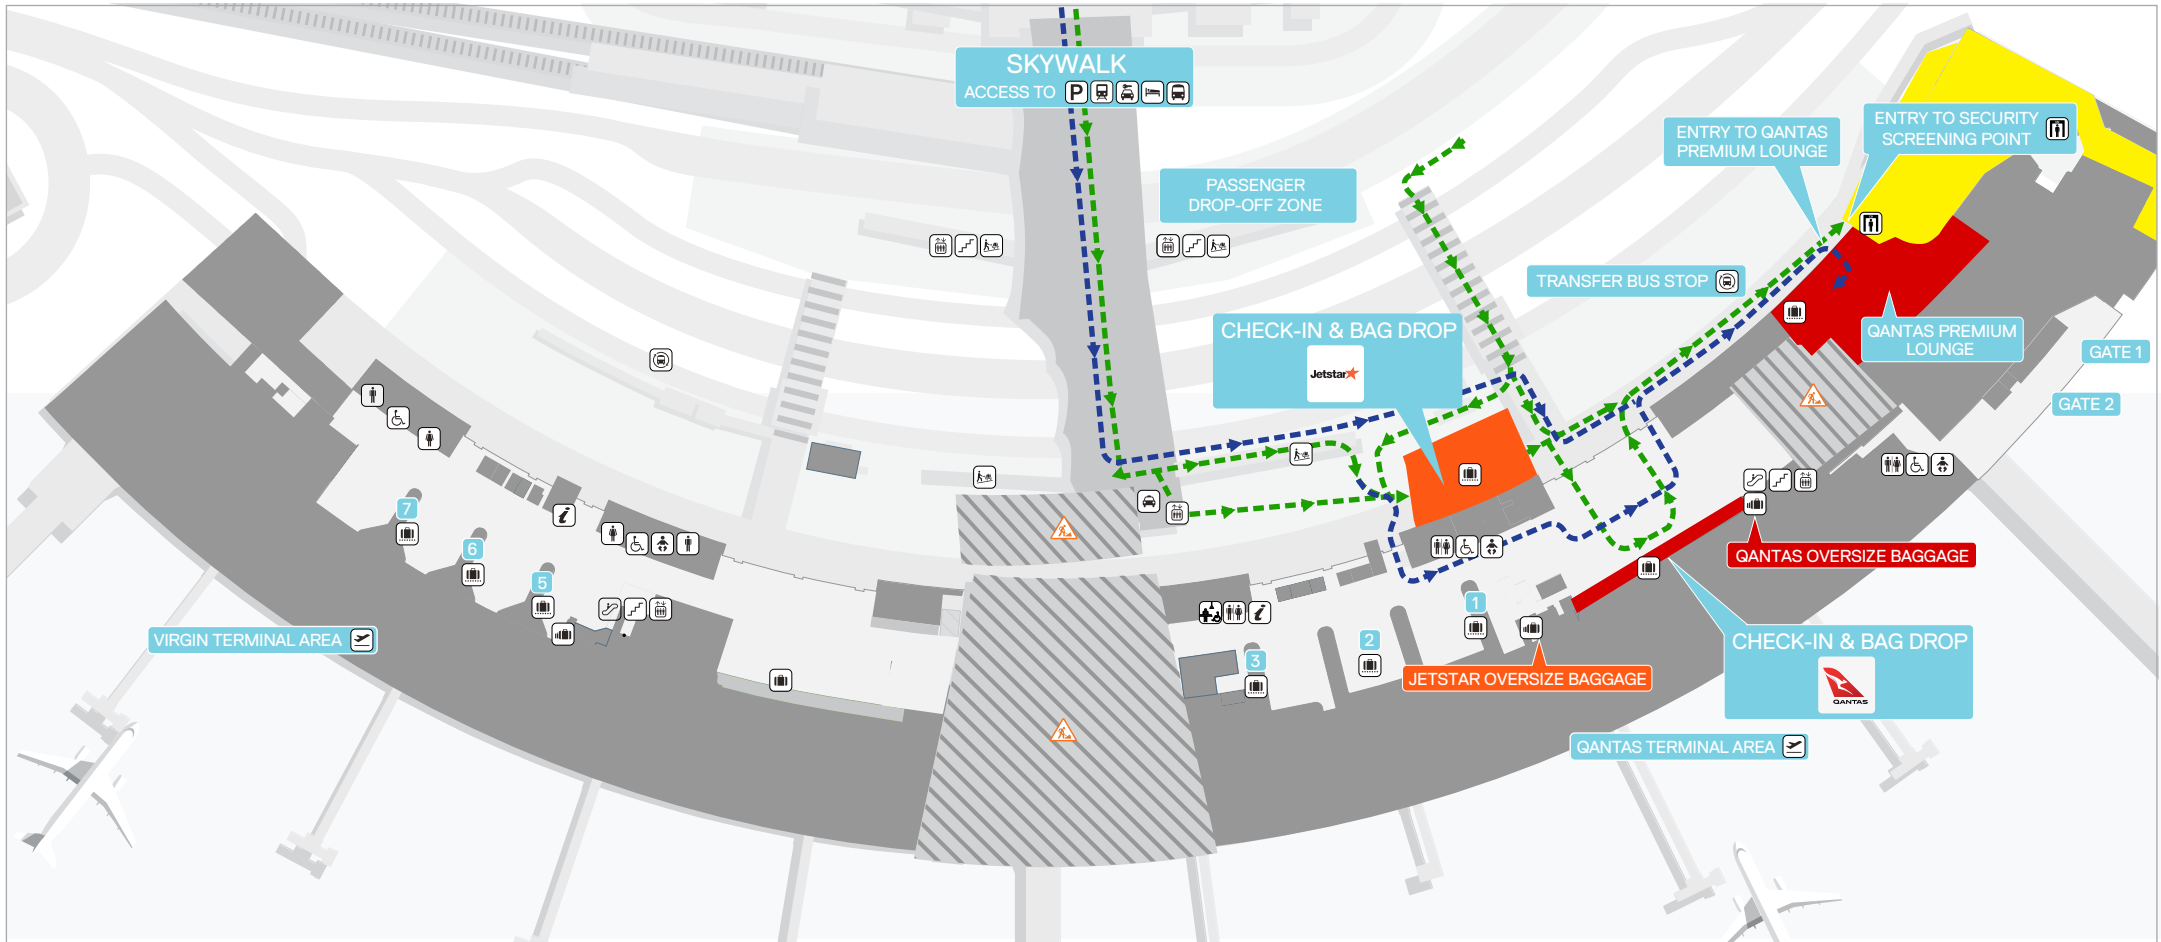 SKYWALK
ACCESS TO P
PASSENGER
DROP-OFF ZONE
ENTRY TO QANTAS
PREMIUM LOUNGE
ENTRY TO SECURITY
SCREENING POINT
TRANSFER BUS STOP
CHECK-IN & BAG DROP
Jetstar
QANTAS PREMIUM
LOUNGE
GATE 1
GATE 2
7
6
5
i
VIRGIN TERMINAL AREA
i
3
2
1
JETSTAR OVERSIZE BAGGAGE
QANTAS OVERSIZE BAGGAGE
CHECK-IN & BAG DROP
QANTAS
QANTAS TERMINAL AREA